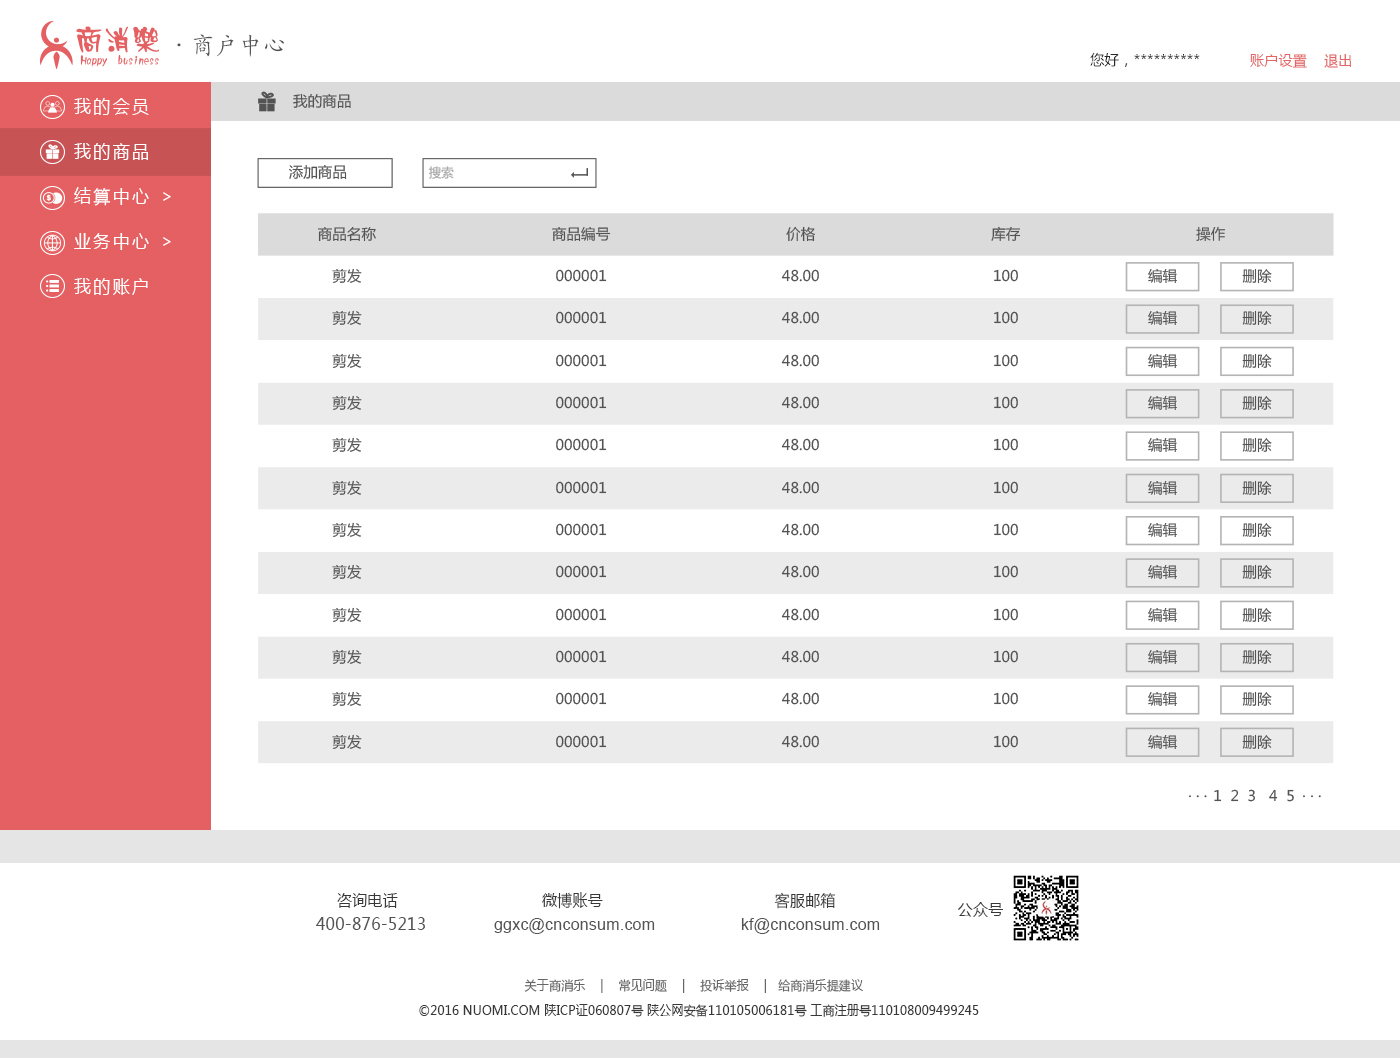 商消樂
Happy business
· 商户中心
您好，**********
账户设置 退出
我的会员
我的商品
结算中心 >
业务中心 >
我的账户
我的商品
添加商品
搜索
商品名称 商品编号 价格 库存 操作
剪发 000001 48.00 100 编辑 删除
剪发 000001 48.00 100 编辑 删除
剪发 000001 48.00 100 编辑 删除
剪发 000001 48.00 100 编辑 删除
剪发 000001 48.00 100 编辑 删除
剪发 000001 48.00 100 编辑 删除
剪发 000001 48.00 100 编辑 删除
剪发 000001 48.00 100 编辑 删除
剪发 000001 48.00 100 编辑 删除
剪发 000001 48.00 100 编辑 删除
剪发 000001 48.00 100 编辑 删除
剪发 000001 48.00 100 编辑 删除
··· 1 2 3 4 5 ···
咨询电话
400-876-5213
微博账号
ggxc@cnconsum.com
客服邮箱
kf@cnconsum.com
公众号
关于商消乐 | 常见问题 | 投诉举报 | 给商消乐提建议
©2016 NUOMI.COM 陕ICP证060807号 陕公网安备110105006181号 工商注册号110108009499245